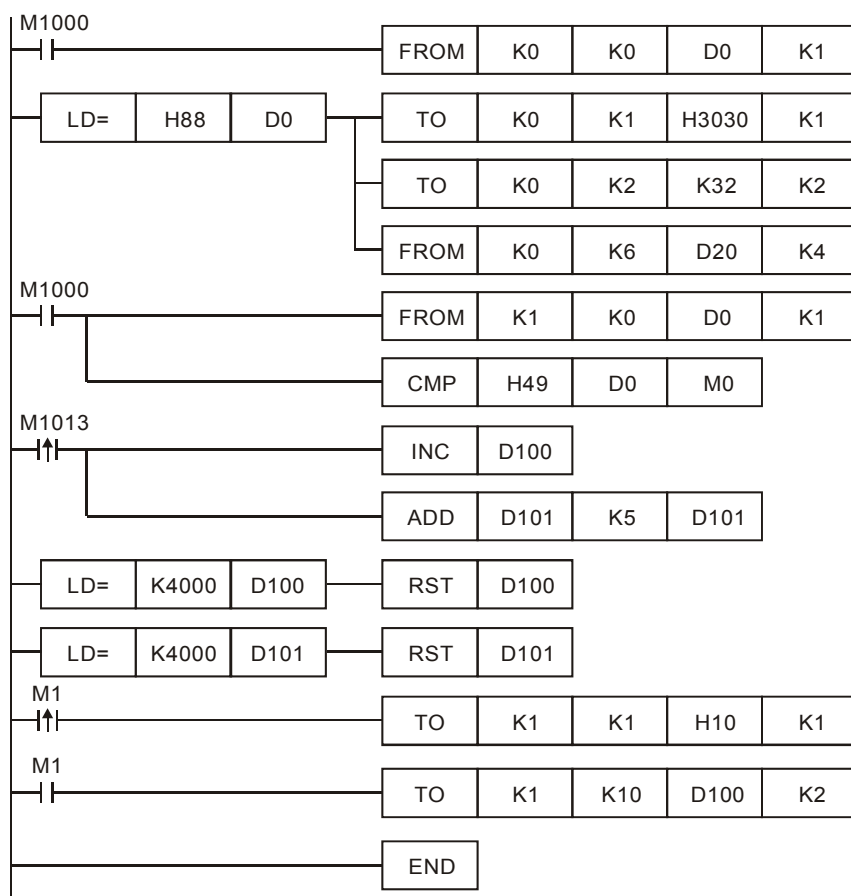 M1000
FROM K0 K0 D0 K1
LD= H88 D0 TO K0 K1 H3030 K1
TO K0 K2 K32 K2
FROM K0 K6 D20 K4
M1000
FROM K1 K0 D0 K1
CMP H49 D0 M0
M1013
INC D100
ADD D101 K5 D101
LD= K4000 D100 RST D100
LD= K4000 D101 RST D101
M1
TO K1 K1 H10 K1
M1
TO K1 K10 D100 K2
END